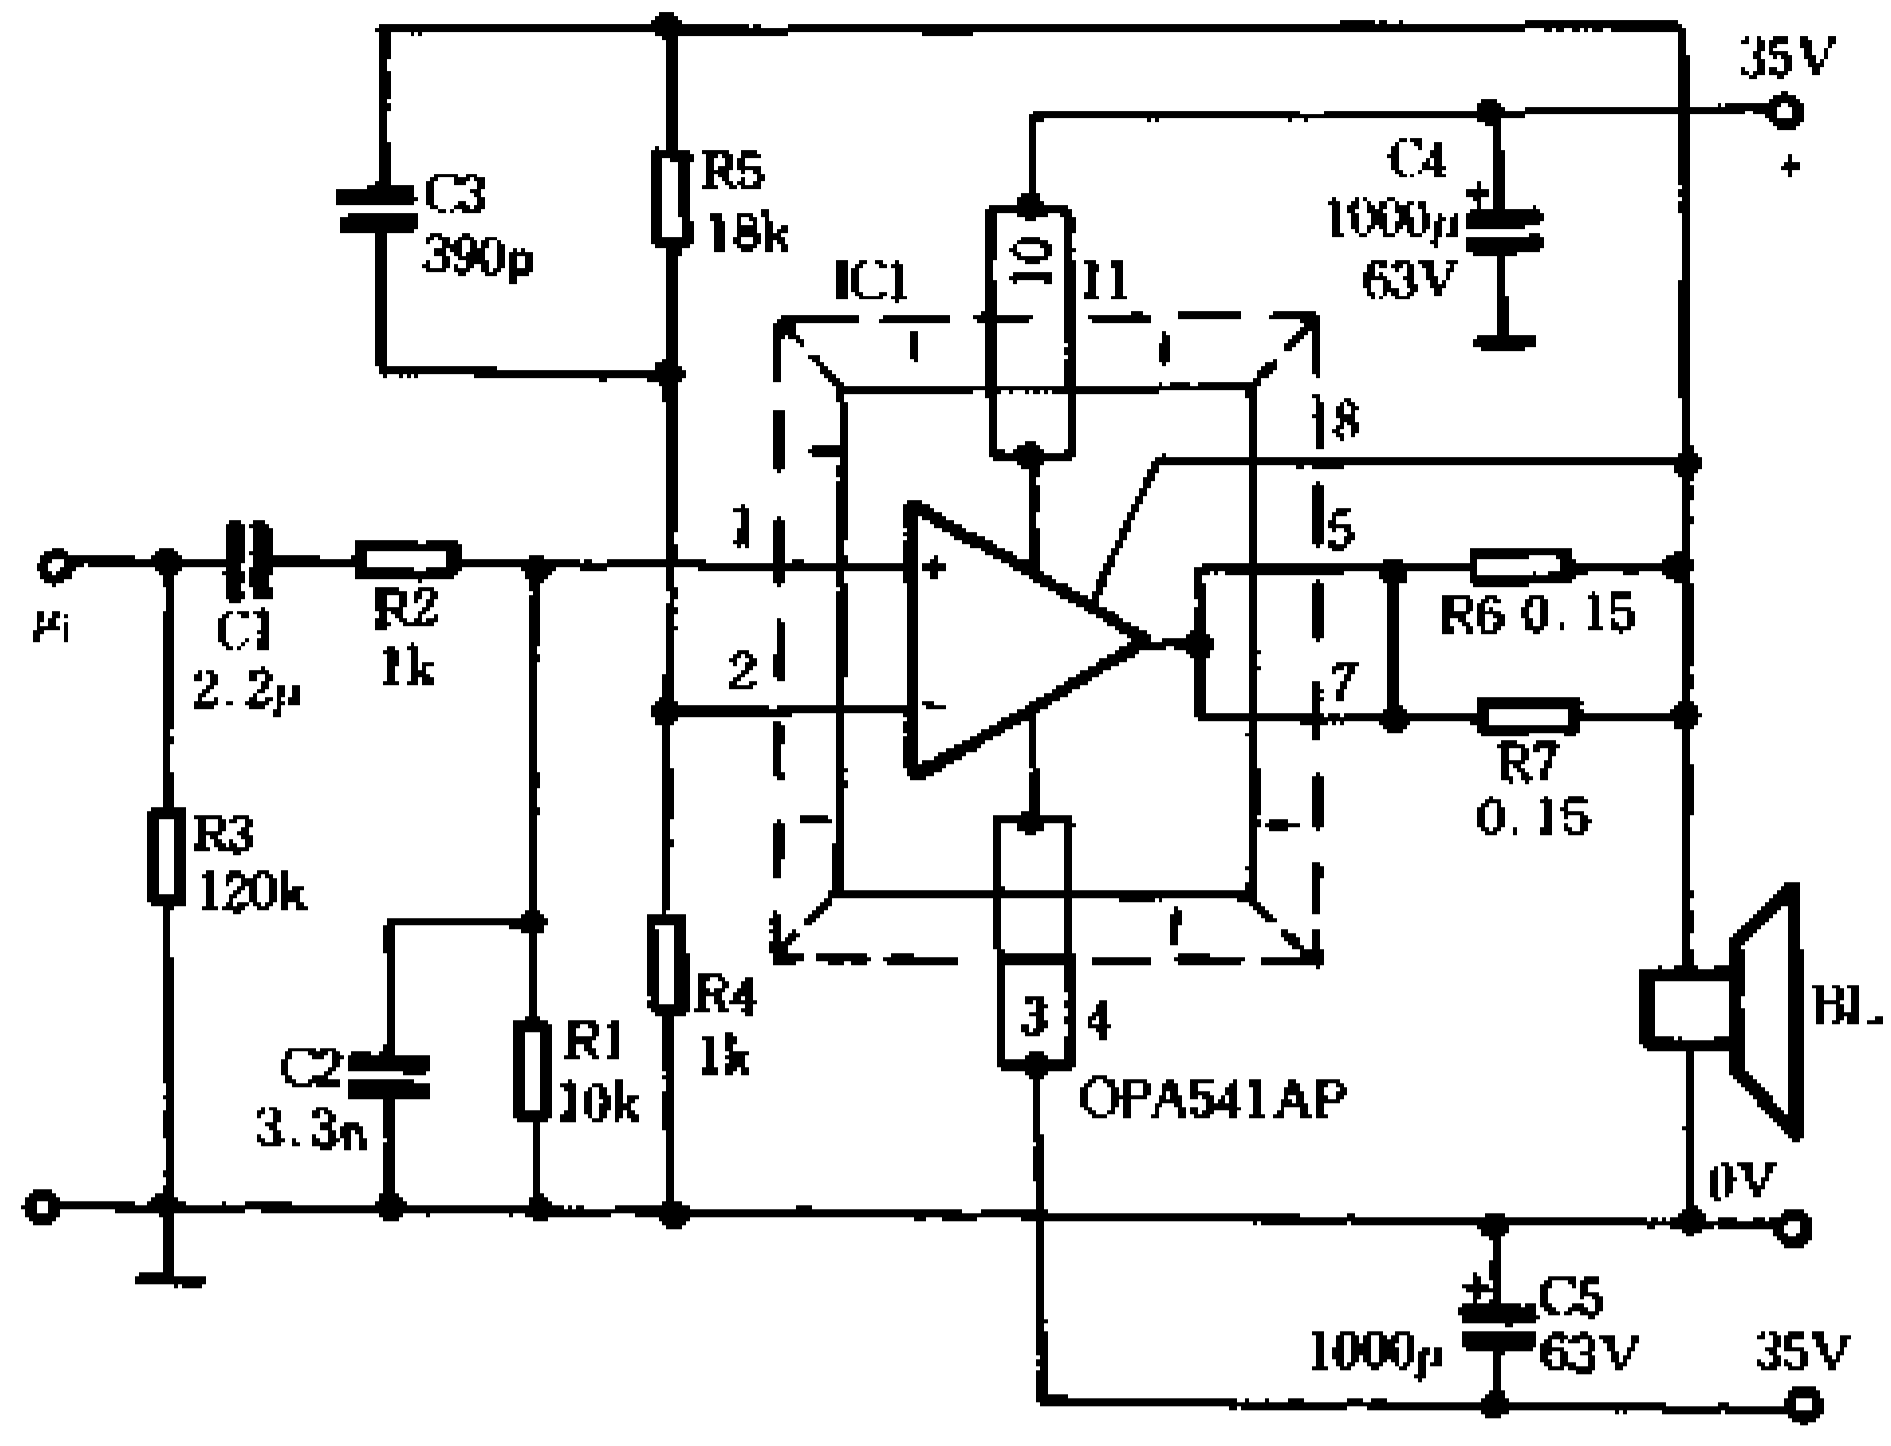 35V
+
R5
18k
C3
390p
C4
+
1000μ
63V
10
11
IC1
8
1
5
+
μi
C1
2.2μ
R2
1k
R6 0.15
2
7
-
R7
0.15
R3
120k
R4
1k
3
4
BL
C2
3.3n
R1
10k
OPA541AP
0V
+
C5
1000μ
63V
35V